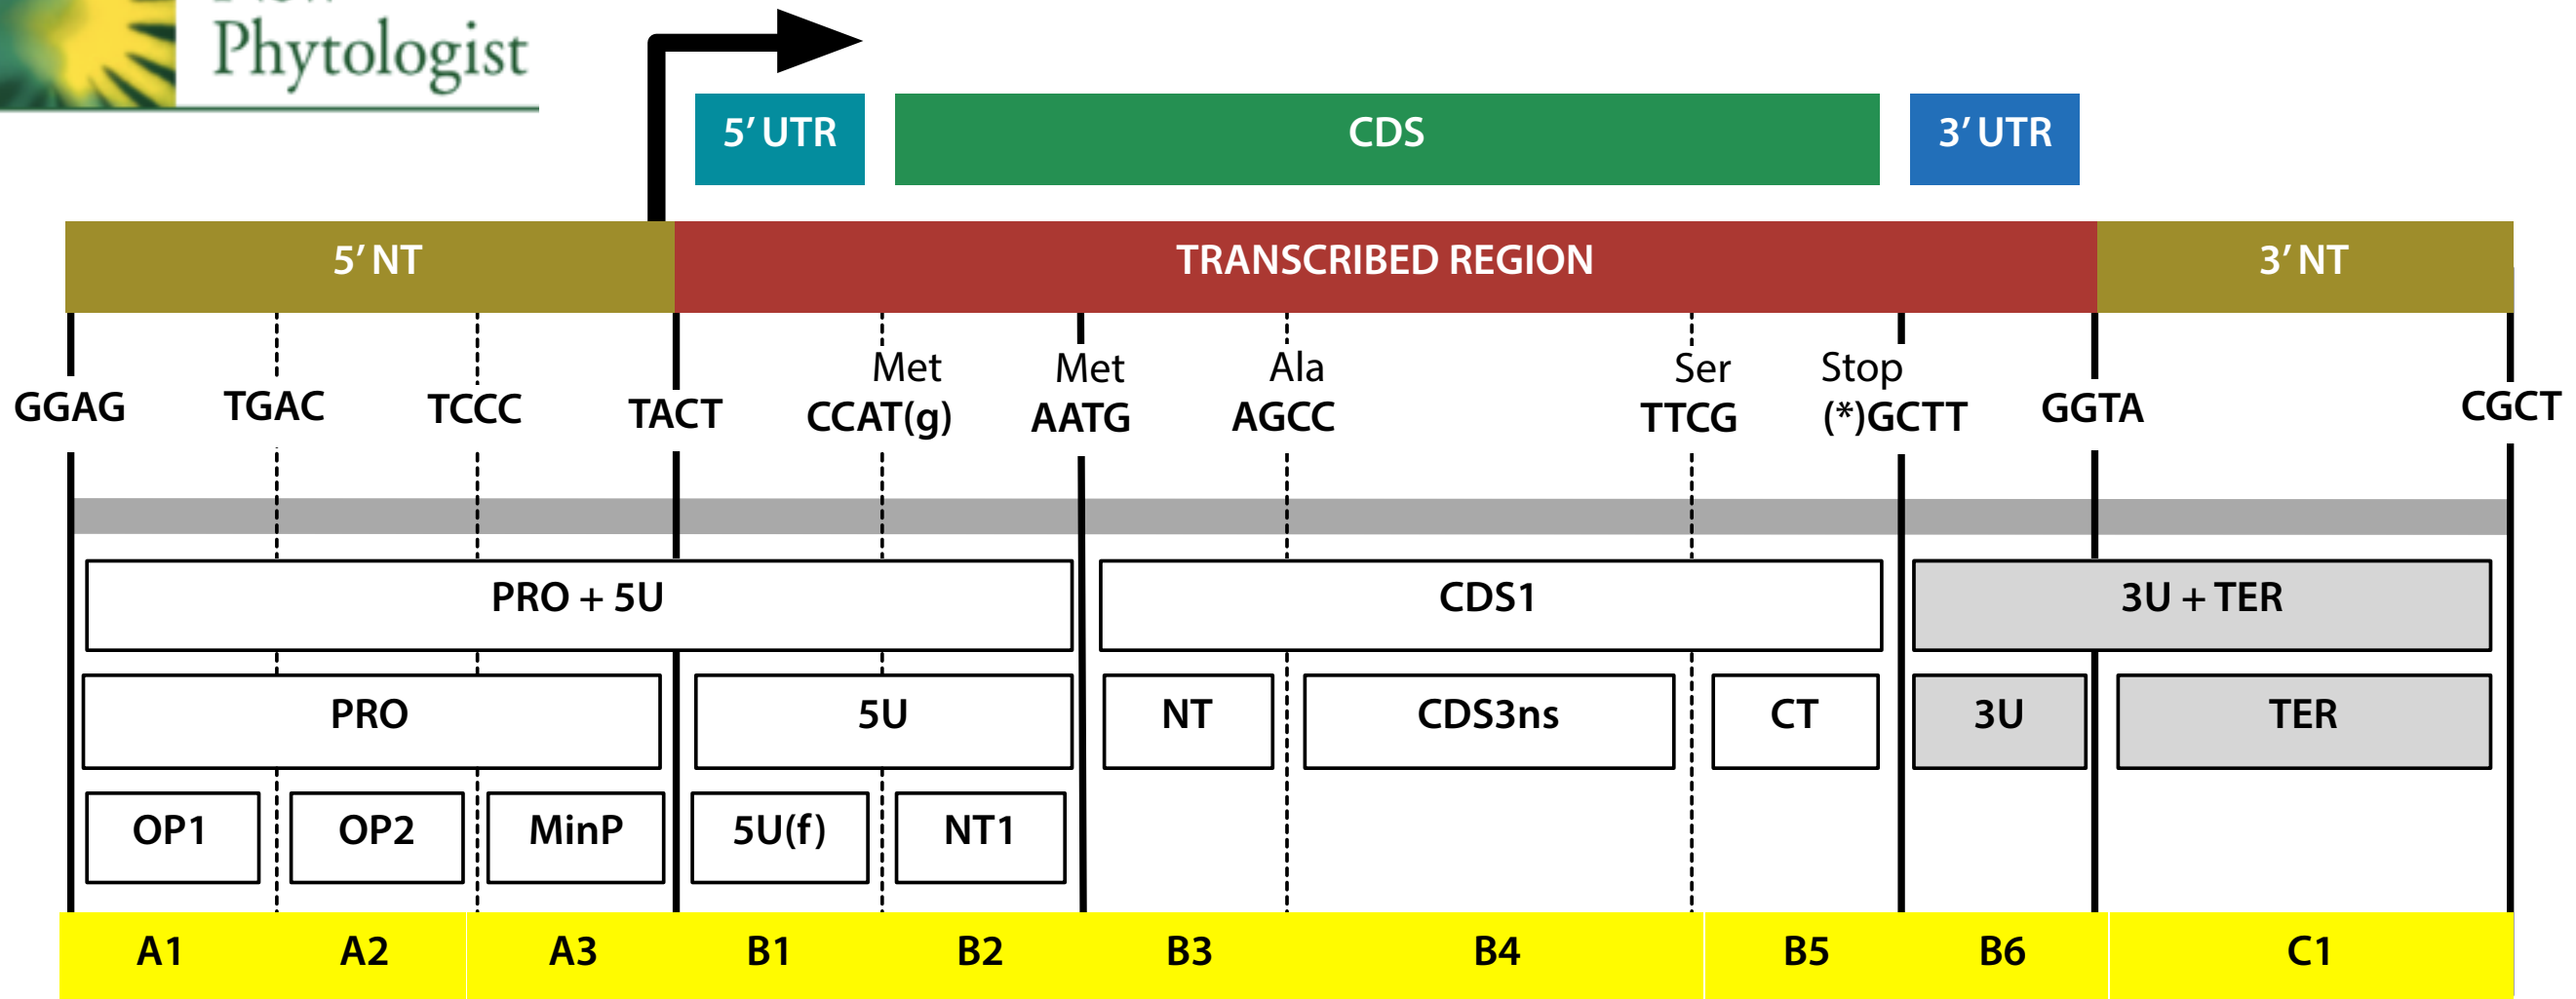 Phytologist
5’ UTR
CDS
3’ UTR
5’ NT
TRANSCRIBED REGION
3’ NT
Met
Met
Ala
Ser
Stop
GGAG
TGAC
TCCC
TACT
CCAT(g)
AATG
AGCC
TTCG
(*)GCTT
GGTA
CGCT
PRO + 5U
CDS1
3U + TER
PRO
5U
NT
CDS3ns
CT
3U
TER
OP1
OP2
MinP
5U(f)
NT1
A1
A2
A3
B1
B2
B3
B4
B5
B6
C1